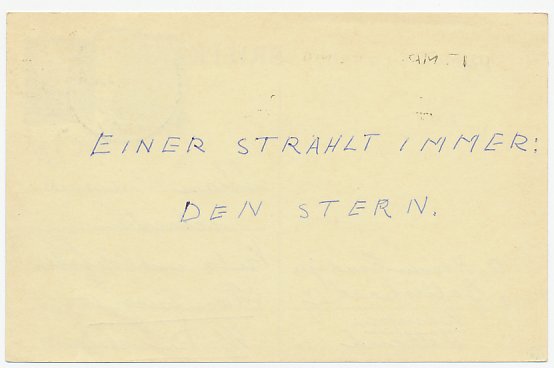 EINER STRAHLT IMMER:
DEN STERN.